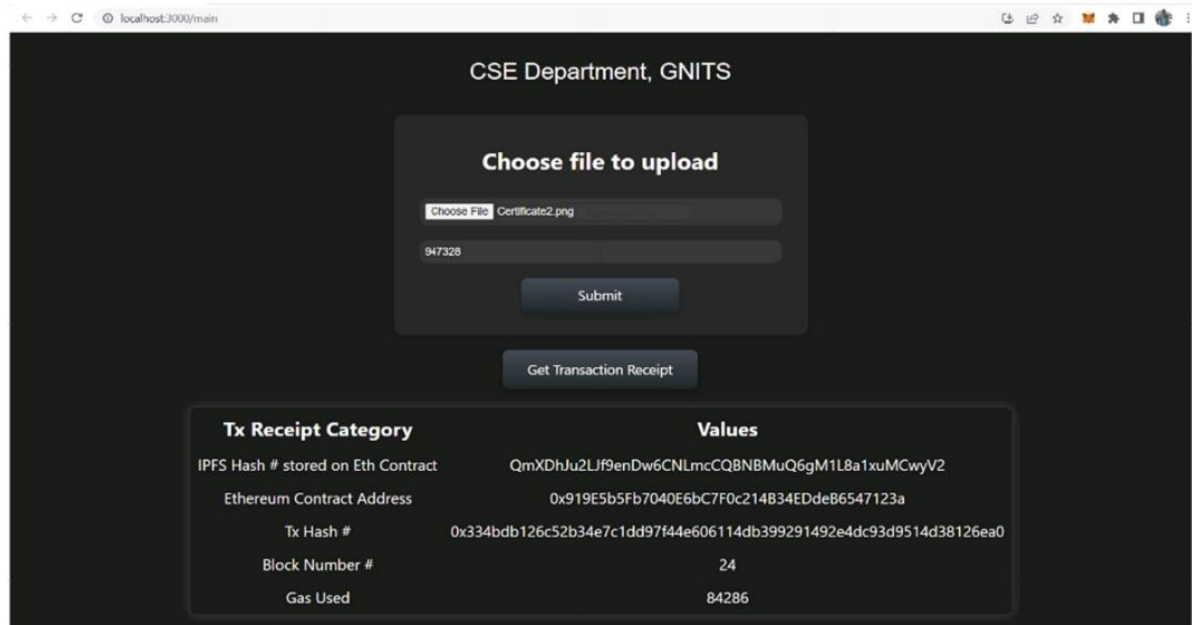 localhost:3000/main
CSE Department, GNITS
Choose file to upload
Choose File Certificate2.png
947328
Submit
Get Transaction Receipt
Tx Receipt Category Values
IPFS Hash # stored on Eth Contract QmXDhJu2LJf9enDw6CNLmcCQBNBMuQ6gM1L8a1xuMCwyV2
Ethereum Contract Address 0x919E5b5Fb7040E6bC7F0c214B34EDdeB6547123a
Tx Hash # 0x334bdb126c52b34e7c1dd97f44e606114db399291492e4dc93d9514d38126ea0
Block Number # 24
Gas Used 84286